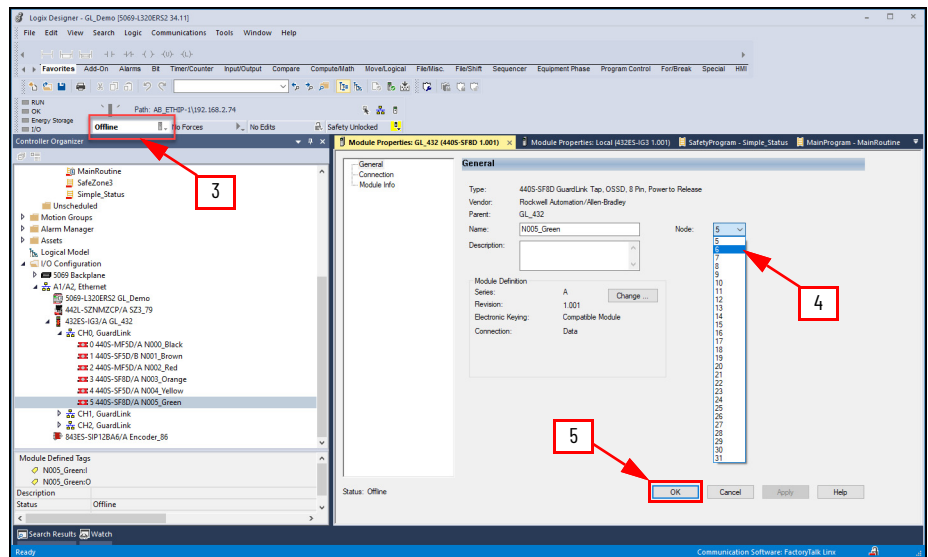 Logix Designer - GL_Demo [5069-L320ERS2 34.11]
File Edit View Search Logic Communications Tools Window Help
Favorites Add-On Alarms Bit Timer/Counter Input/Output Compare Compute/Math Move/Logical File/Misc. File/Shift Sequencer Equipment Phase Program Control For/Break Special HMI
RUN
OK
Energy Storage
I/O
Path: AB_ETHIP-1\192.168.2.74
Offline
No Forces
No Edits
Safety Unlocked
Controller Organizer
Module Properties: GL_432 (440S-SF8D 1.001)
Module Properties: Local (432ES-IG3 1.001)
SafetyProgram - Simple_Status
MainProgram - MainRoutine
3
MainRoutine
SafeZone3
Simple_Status
Unscheduled
Motion Groups
Alarm Manager
Assets
Logical Model
I/O Configuration
5069 Backplane
A1/A2, Ethernet
5069-L320ERS2 GL_Demo
442L-SZNMZCP/A SZ3_79
432ES-IG3/A GL_432
CH0, GuardLink
0 440S-MF5D/A N000_Black
1 440S-SF5D/B N001_Brown
2 440S-MF5D/A N002_Red
3 440S-SF8D/A N003_Orange
4 440S-SF5D/A N004_Yellow
5 440S-SF8D/A N005_Green
CH1, GuardLink
CH2, GuardLink
843ES-SIP12BA6/A Encoder_86
Module Defined Tags
N005_Green:I
N005_Green:O
Description
Status Offline
General
Connection
Module Info
General
Type: 440S-SF8D GuardLink Tap, OSSD, 8 Pin, Power to Release
Vendor: Rockwell Automation/Allen-Bradley
Parent: GL_432
Name: N005_Green
Node: 5
Description:
Module Definition
Series: A
Change ...
Revision: 1.001
Electronic Keying: Compatible Module
Connection: Data
5
6
7
8
9
10
11
12
13
14
15
16
17
18
19
20
21
22
23
24
25
26
27
28
29
30
31
4
5
Status: Offline
OK Cancel Apply Help
Search Results Watch
Ready
Communication Software: FactoryTalk Linx